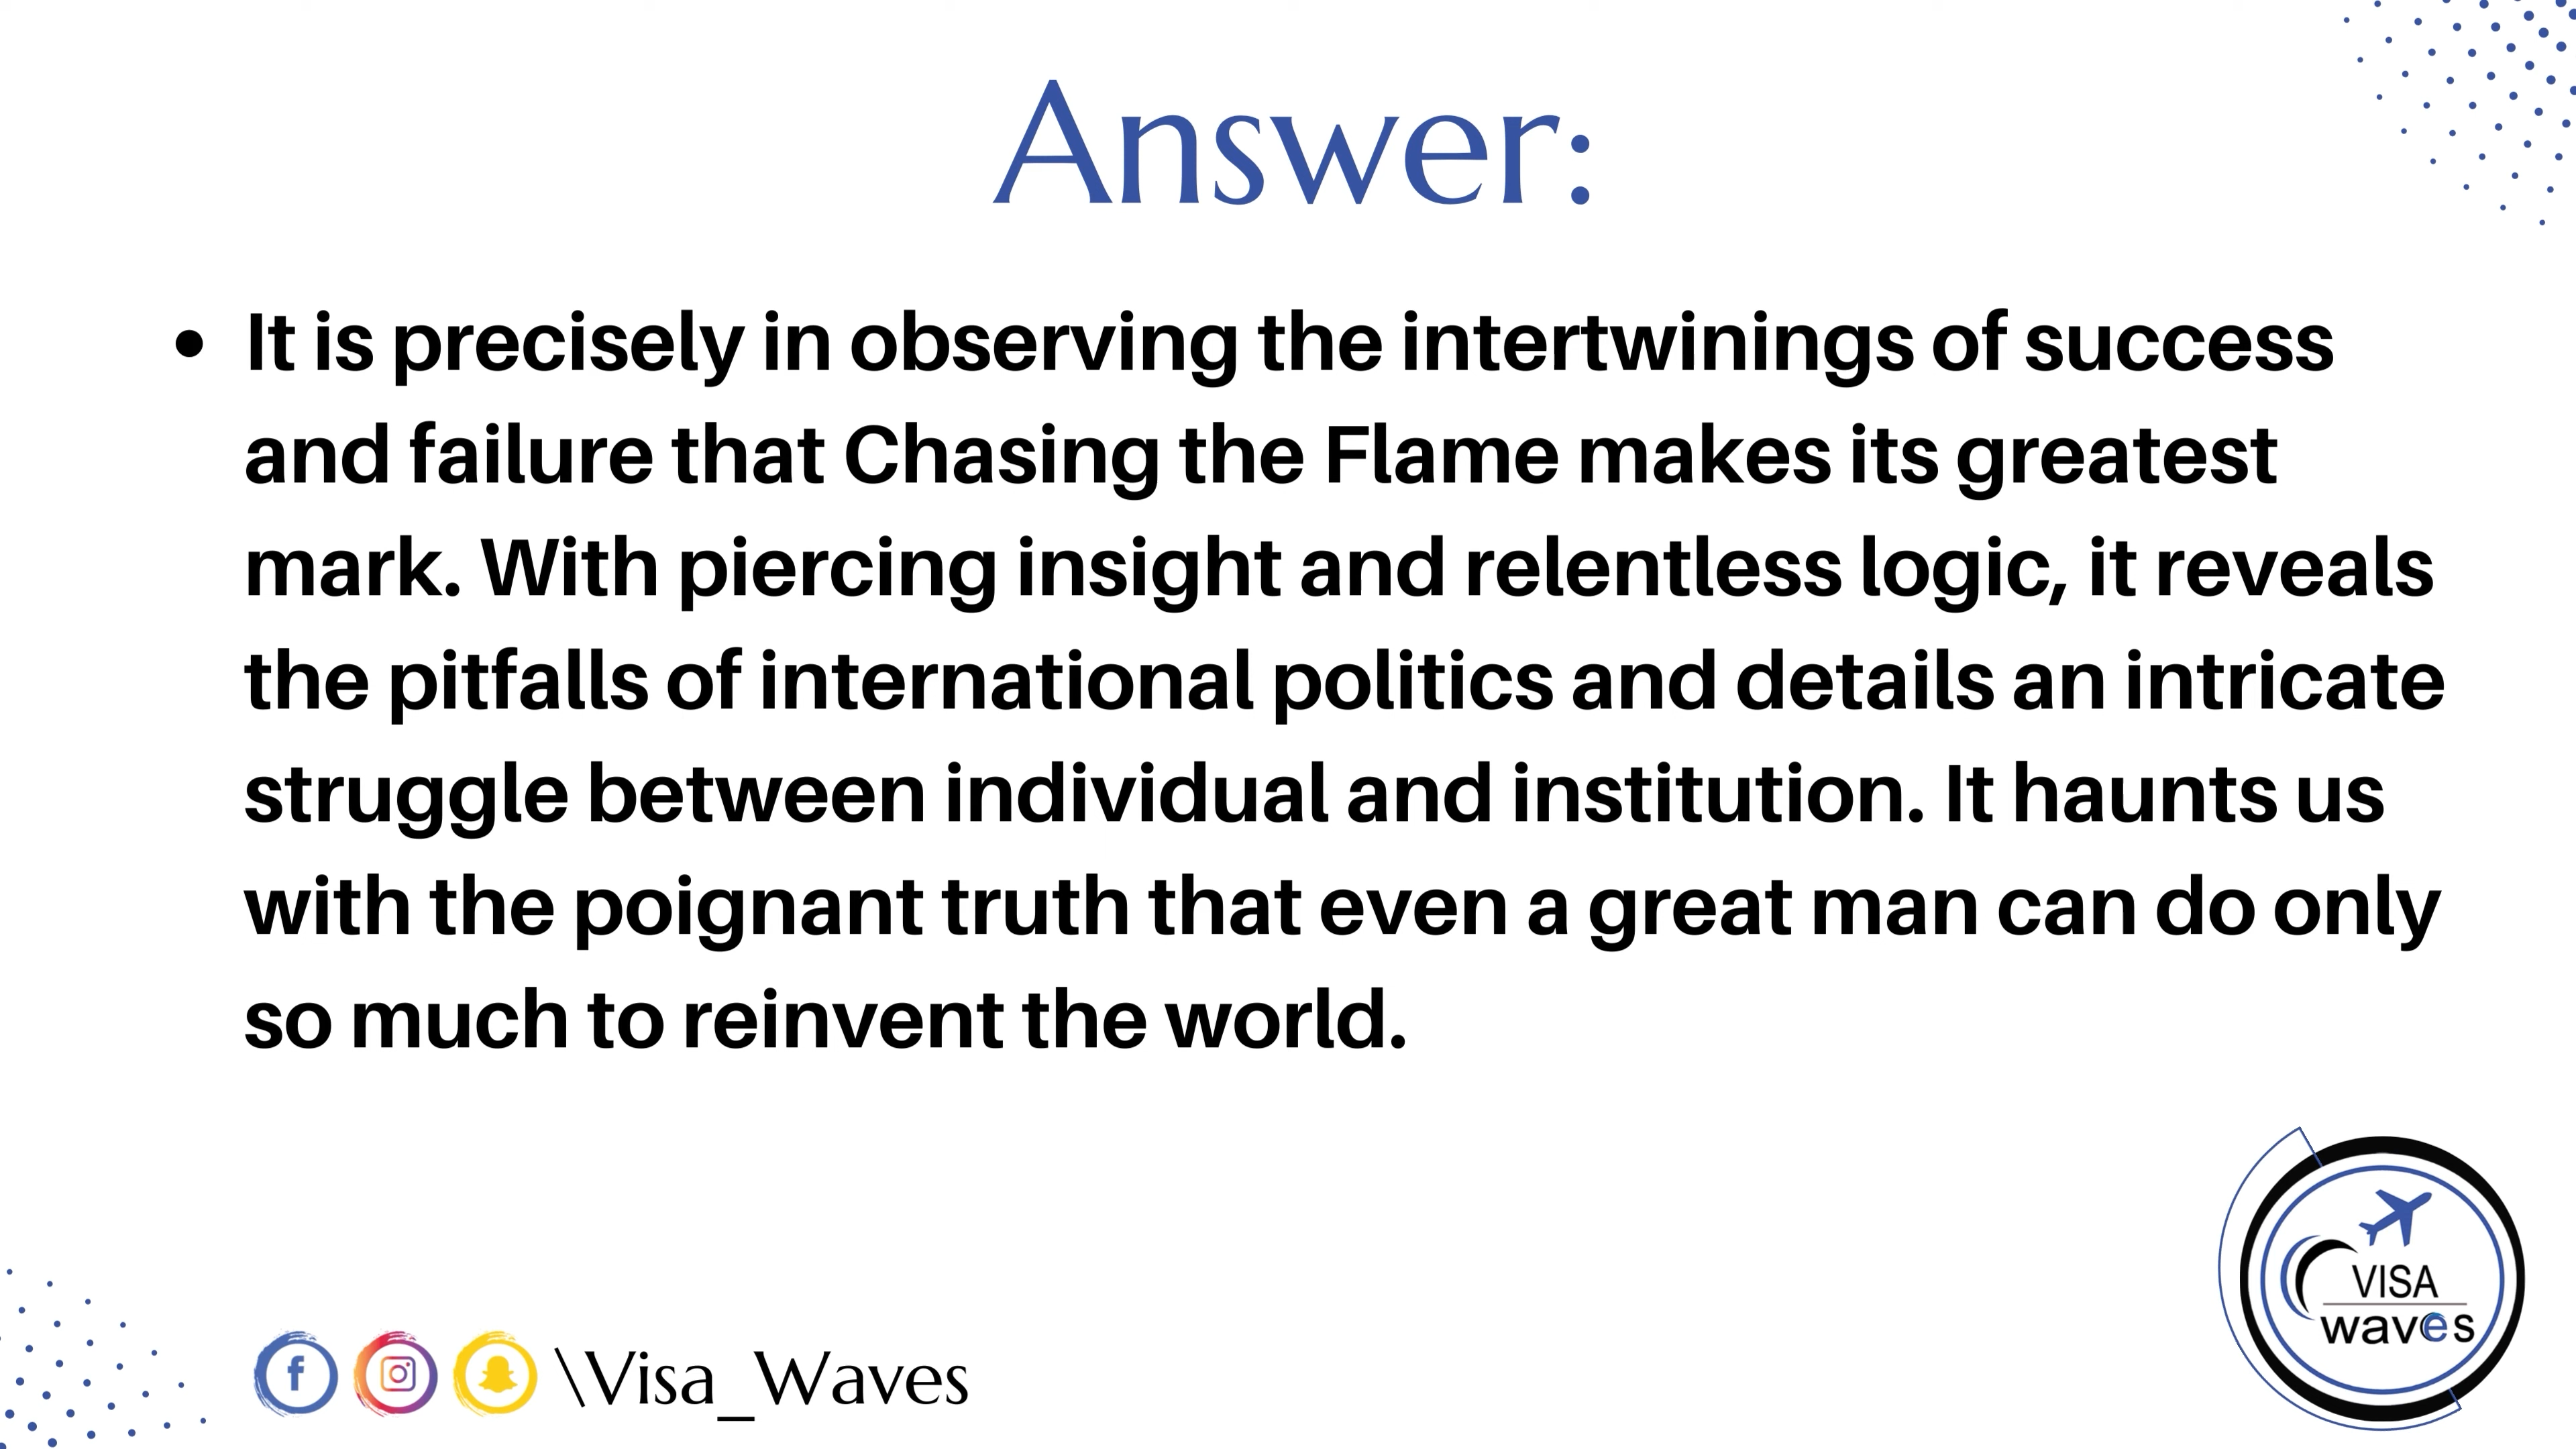 Answer:
• It is precisely in observing the intertwinings of success
and failure that Chasing the Flame makes its greatest
mark. With piercing insight and relentless logic, it reveals
the pitfalls of international politics and details an intricate
struggle between individual and institution. It haunts us
with the poignant truth that even a great man can do only
so much to reinvent the world.
VISA
waves
\Visa_Waves